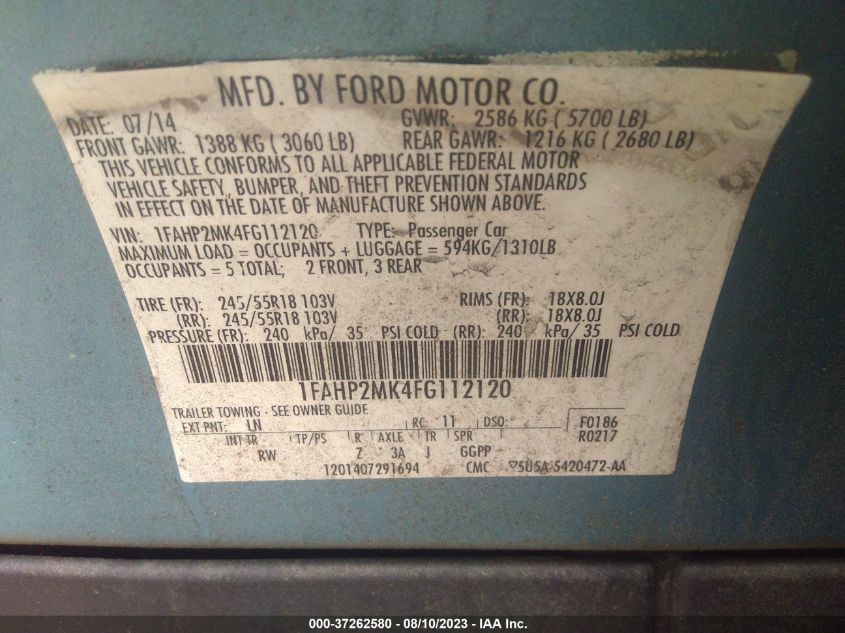 MFD. BY FORD MOTOR CO.
DATE: 07/14 GVWR: 2586 KG ( 5700 LB)
FRONT GAWR: 1388 KG ( 3060 LB) REAR GAWR: 1216 KG ( 2680 LB)
THIS VEHICLE CONFORMS TO ALL APPLICABLE FEDERAL MOTOR
VEHICLE SAFETY, BUMPER, AND THEFT PREVENTION STANDARDS
IN EFFECT ON THE DATE OF MANUFACTURE SHOWN ABOVE.
VIN: 1FAHP2MK4FG112120 TYPE: Passenger Car
MAXIMUM LOAD = OCCUPANTS + LUGGAGE = 594KG/1310LB
OCCUPANTS = 5 TOTAL; 2 FRONT, 3 REAR
TIRE (FR): 245/55R18 103V RIMS (FR): 18X8.0J
(RR): 245/55R18 103V (RR): 18X8.0J
PRESSURE (FR): 240 kPa/ 35 PSI COLD (RR): 240 kPa/ 35 PSI COLD
1FAHP2MK4FG112120
TRAILER TOWING - SEE OWNER GUIDE
EXT PNT: LN RC: 11 DSO: F0186
R0217
INT TR TP/PS R AXLE TR SPR
RW Z 3A J GGPP
1201407291694 CMC ▽5U5A-5420472-AA
000-37262580 - 08/10/2023 - IAA Inc.